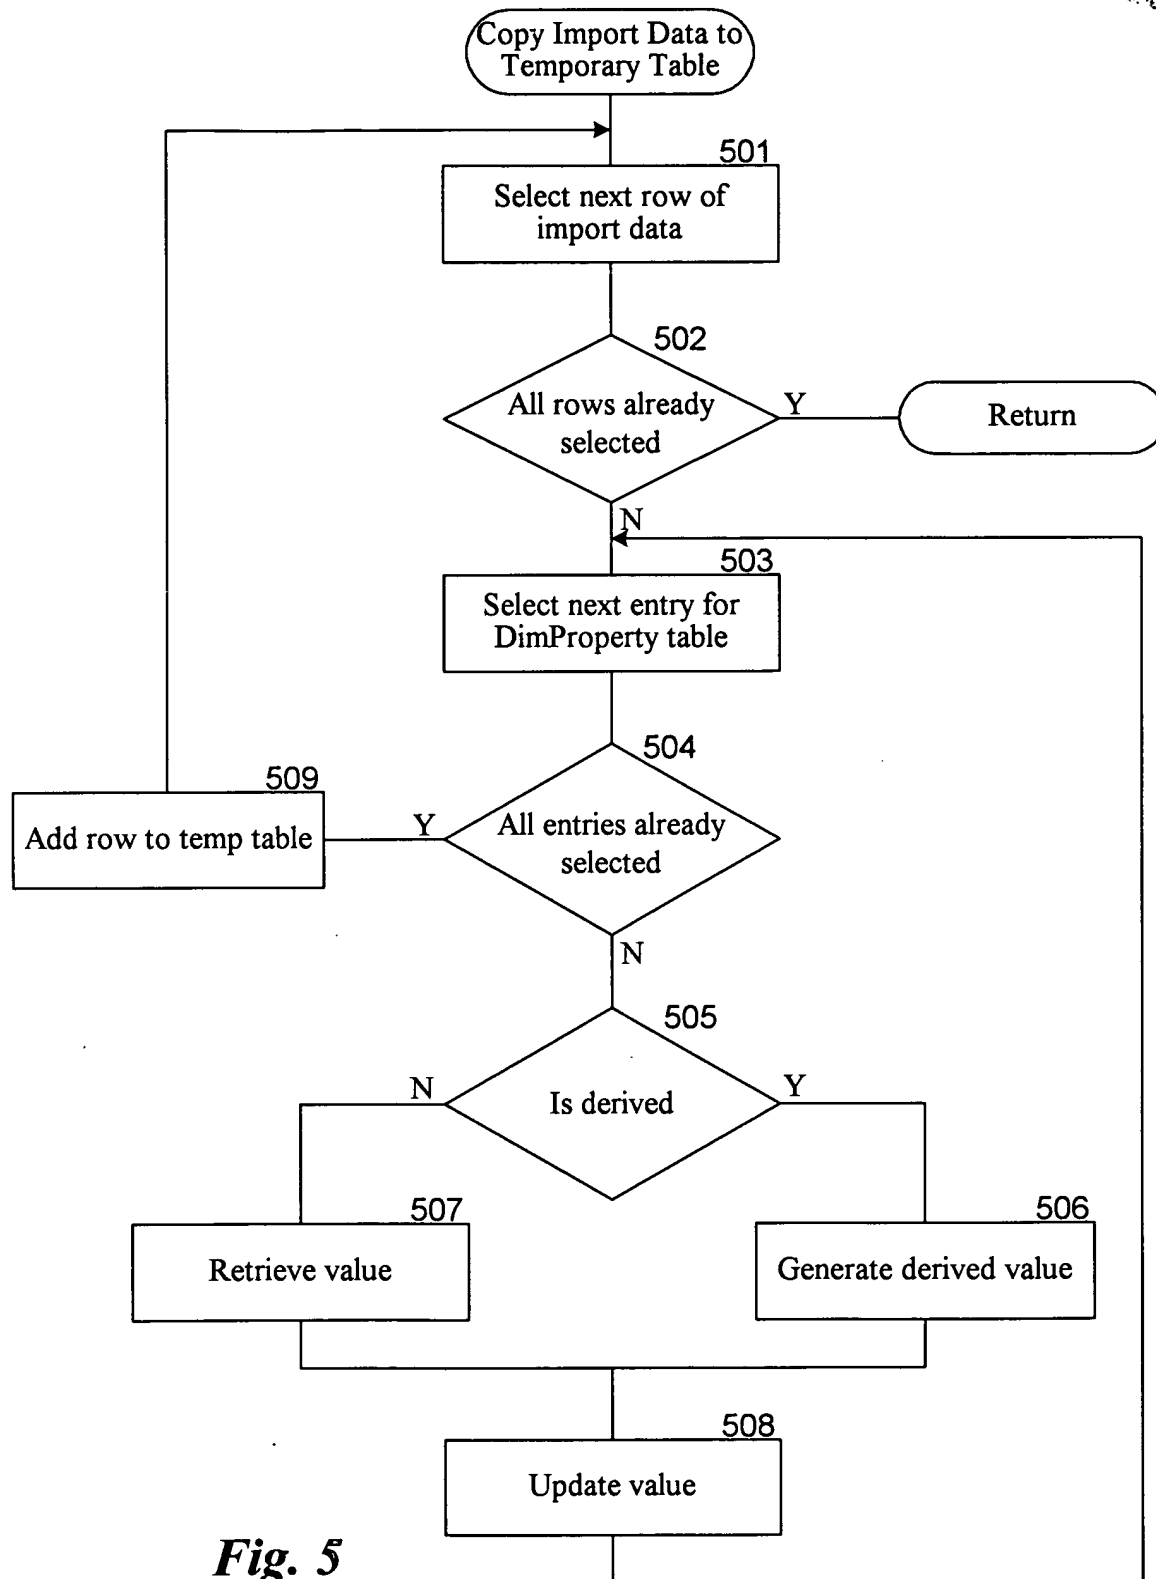 Copy Import Data to
Temporary Table
501
Select next row of
import data
502
All rows already
selected
Y
Return
N
503
Select next entry for
DimProperty table
504
509
Add row to temp table
Y
All entries already
selected
N
505
N
Is derived
Y
507
Retrieve value
506
Generate derived value
508
Update value
Fig. 5